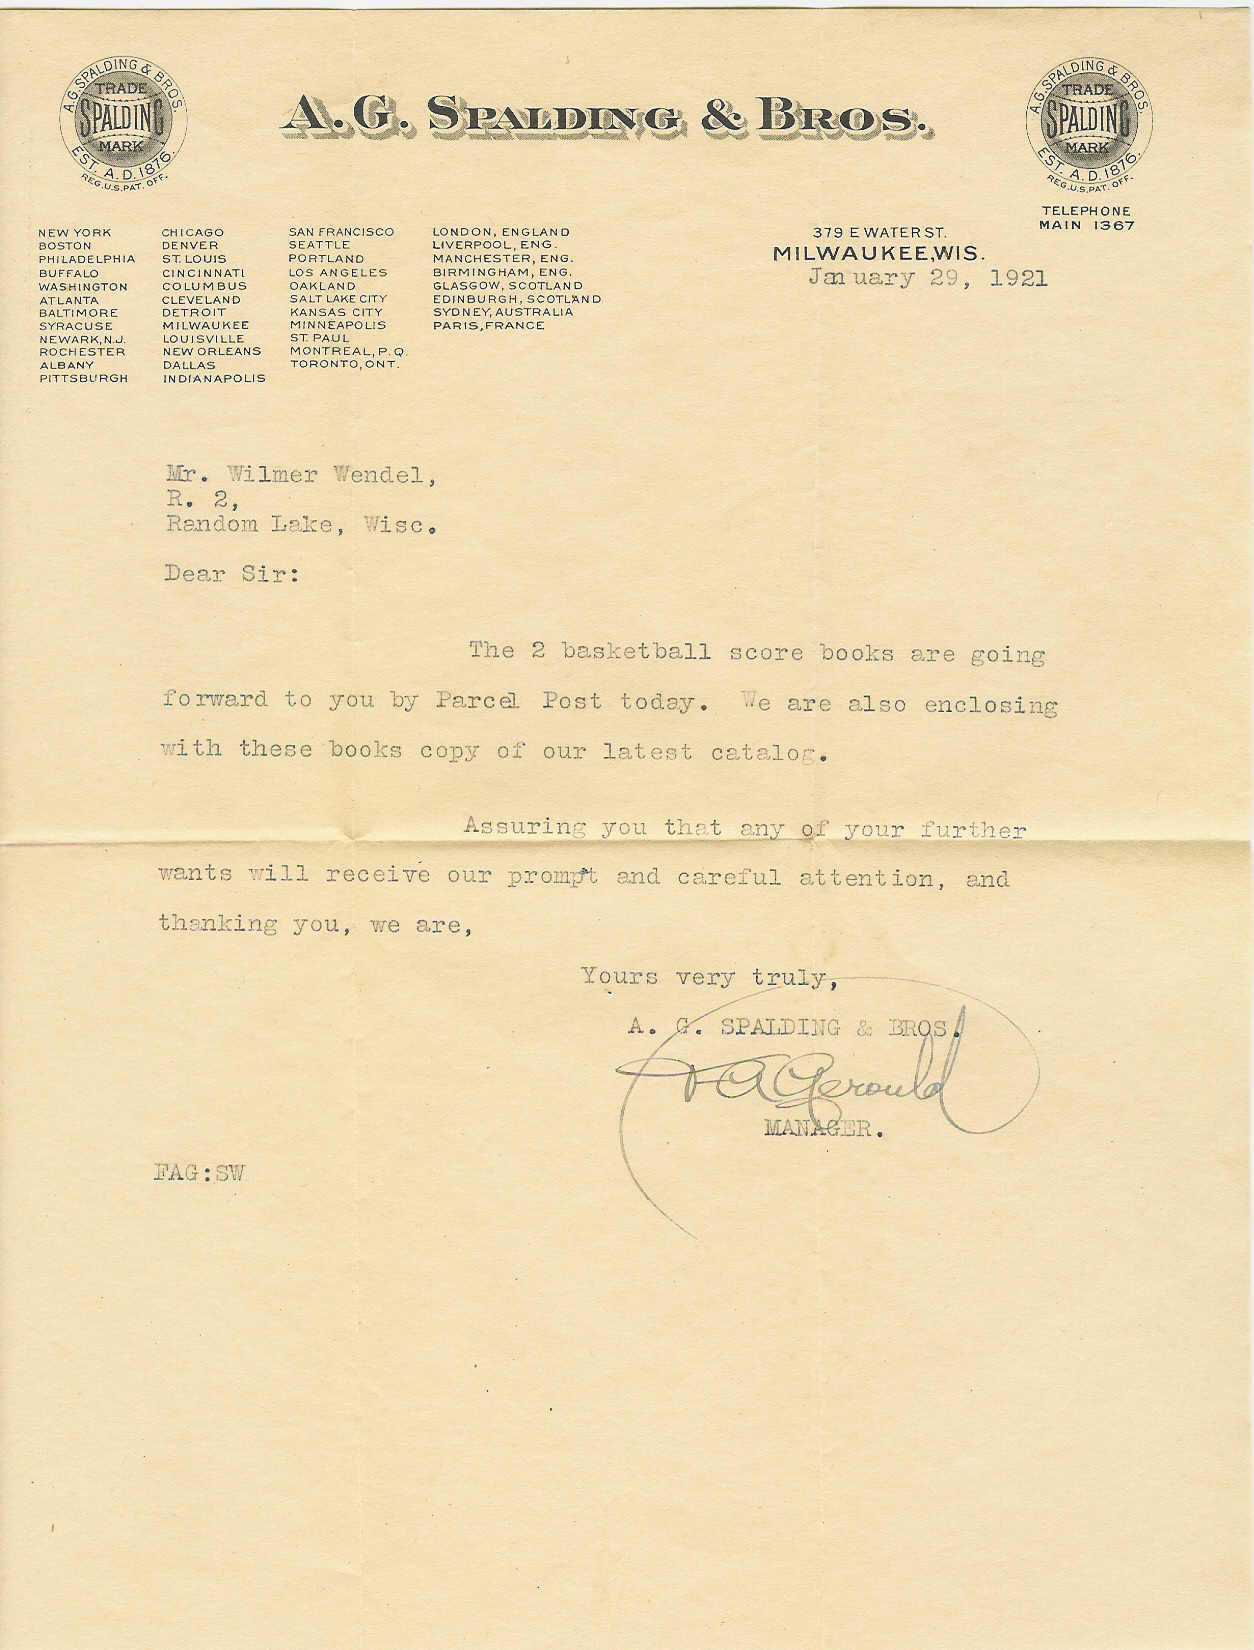 A.G. SPALDING & BROS.
TRADE
SPALDING
MARK
EST. A.D. 1876.
REG. U.S. PAT. OFF.
A. G. SPALDING & BROS.
A.G. SPALDING & BROS.
TRADE
SPALDING
MARK
EST. A.D. 1876.
REG. U.S. PAT. OFF.
TELEPHONE
MAIN 1367
NEW YORK
BOSTON
PHILADELPHIA
BUFFALO
WASHINGTON
ATLANTA
BALTIMORE
SYRACUSE
NEWARK, N.J.
ROCHESTER
ALBANY
PITTSBURGH
CHICAGO
DENVER
ST. LOUIS
CINCINNATI
COLUMBUS
CLEVELAND
DETROIT
MILWAUKEE
LOUISVILLE
NEW ORLEANS
DALLAS
INDIANAPOLIS
SAN FRANCISCO
SEATTLE
PORTLAND
LOS ANGELES
OAKLAND
SALT LAKE CITY
KANSAS CITY
MINNEAPOLIS
ST. PAUL
MONTREAL, P. Q.
TORONTO, ONT.
LONDON, ENGLAND
LIVERPOOL, ENG.
MANCHESTER, ENG.
BIRMINGHAM, ENG.
GLASGOW, SCOTLAND
EDINBURGH, SCOTLAND
SYDNEY, AUSTRALIA
PARIS, FRANCE
379 E WATER ST.
MILWAUKEE, WIS.
January 29, 1921
Mr. Wilmer Wendel,
R. 2,
Random Lake, Wisc.
Dear Sir:
The 2 basketball score books are going
forward to you by Parcel Post today. We are also enclosing
with these books copy of our latest catalog.
Assuring you that any of your further
wants will receive our prompt and careful attention, and
thanking you, we are,
Yours very truly,
A. G. SPALDING & BROS.
F A Gerould
MANAGER.
FAG:SW